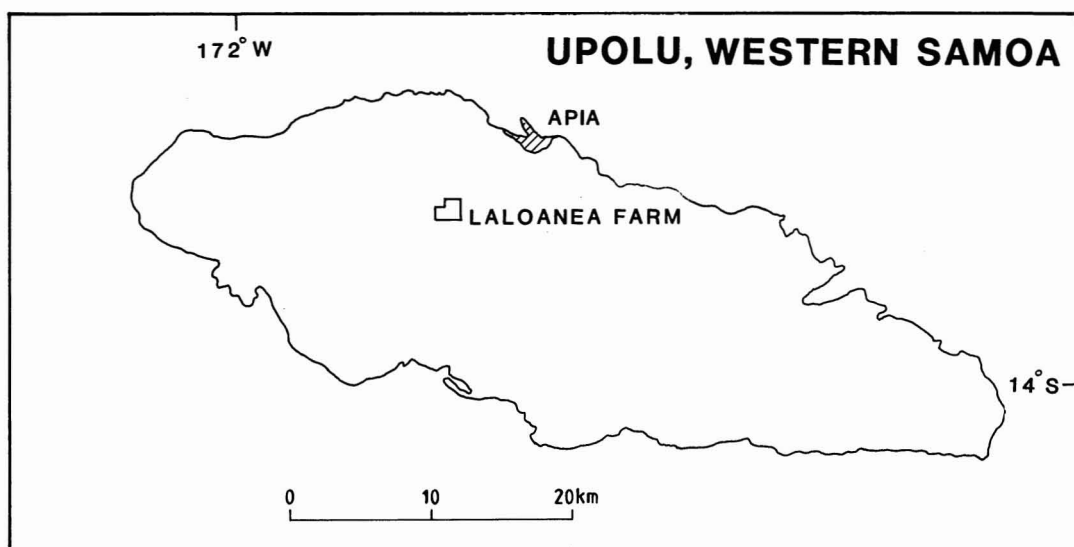 172° W
UPOLU, WESTERN SAMOA
APIA
LALOANEA FARM
14°S
0 10 20km